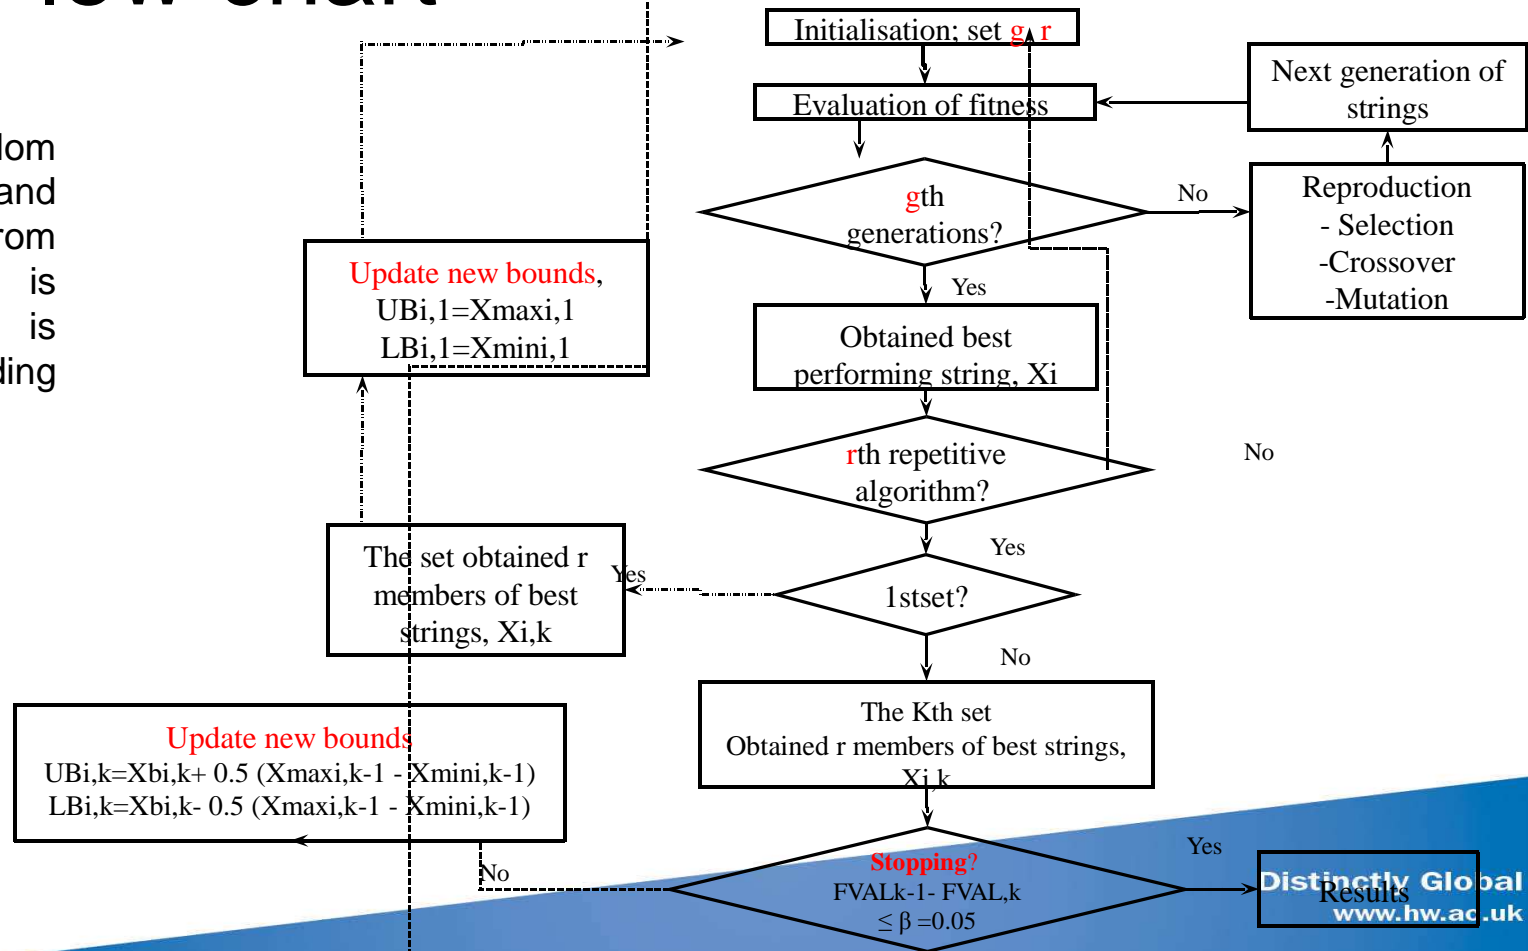 Initialisation; set g, r
Evaluation of fitness
Next generation of
strings
gth
generations?
No
Reproduction
- Selection
-Crossover
-Mutation
and
is
is
Update new bounds,
UBi,1=Xmaxi,1
LBi,1=Xmini,1
Yes
Obtained best
performing string, Xi
rth repetitive
algorithm?
No
Yes
The set obtained r
members of best
strings, Xi,k
Yes
1stset?
No
The Kth set
Obtained r members of best strings,
Xi,k
Update new bounds
UBi,k=Xbi,k+ 0.5 (Xmaxi,k-1 - Xmini,k-1)
LBi,k=Xbi,k- 0.5 (Xmaxi,k-1 - Xmini,k-1)
No
Stopping?
FVALk-1- FVAL,k
≤ β =0.05
Yes
Results
Distinctly Global
www.hw.ac.uk